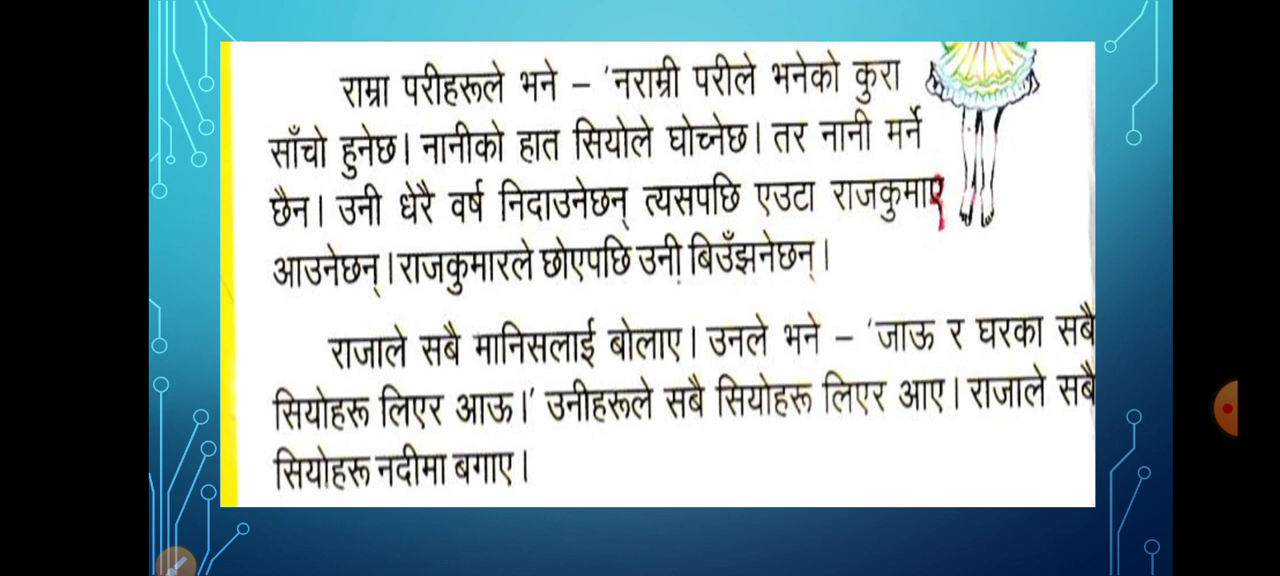 राम्रा परीहरूले भने – 'नराम्री परीले भनेको कुरा
साँचो हुनेछ। नानीको हात सियोले घोच्नेछ। तर नानी मर्ने
छैन। उनी धेरै वर्ष निदाउनेछन् त्यसपछि एउटा राजकुमार
आउनेछन्। राजकुमारले छोएपछि उनी बिउँझनेछन्।
राजाले सबै मानिसलाई बोलाए। उनले भने – 'जाऊ र घरका सबै
सियोहरू लिएर आऊ।' उनीहरूले सबै सियोहरू लिएर आए। राजाले सबै
सियोहरू नदीमा बगाए।